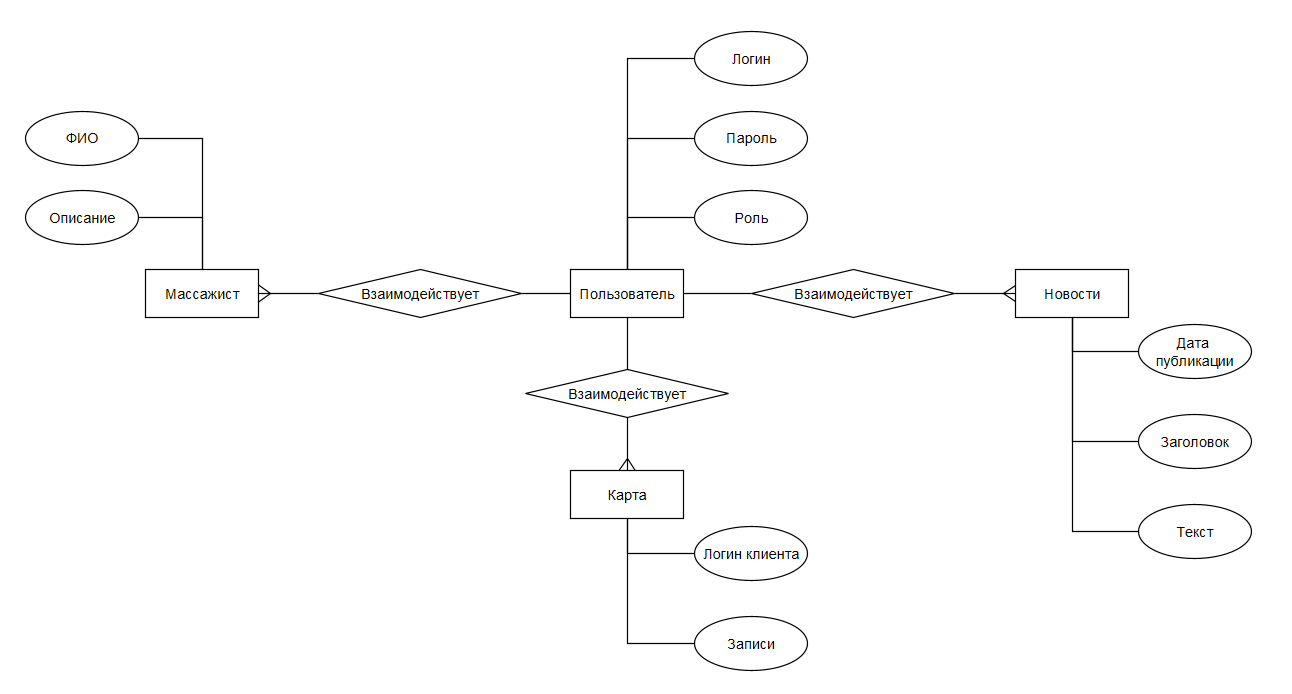 Логин
ФИО
Пароль
Описание
Роль
Массажист
Взаимодействует
Пользователь
Взаимодействует
Новости
Дата
публикации
Взаимодействует
Заголовок
Карта
Текст
Логин клиента
Записи